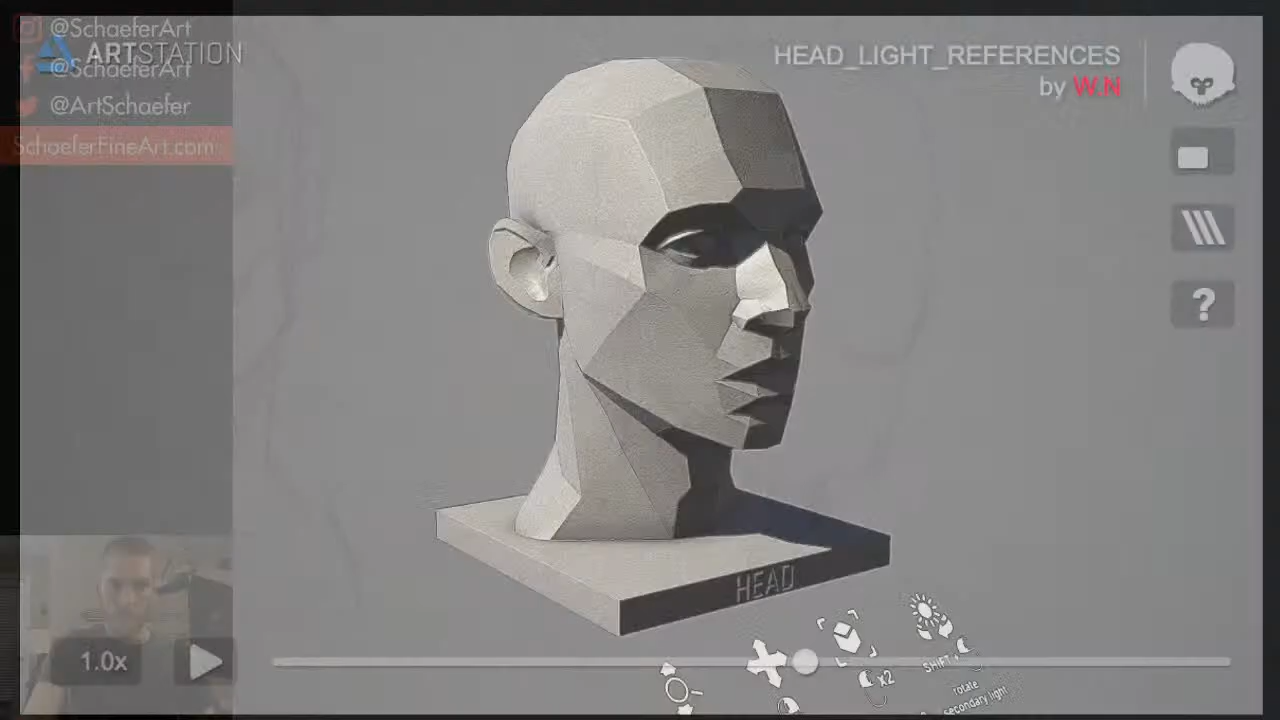 @SchaeferArt
ARTSTATION
@SchaeferArt
@ArtSchaefer
SchaeferFineArt.com
HEAD_LIGHT_REFERENCES
by W.N
?
HEAD
1.0x
x2
SHIFT+
rotate
secondary light